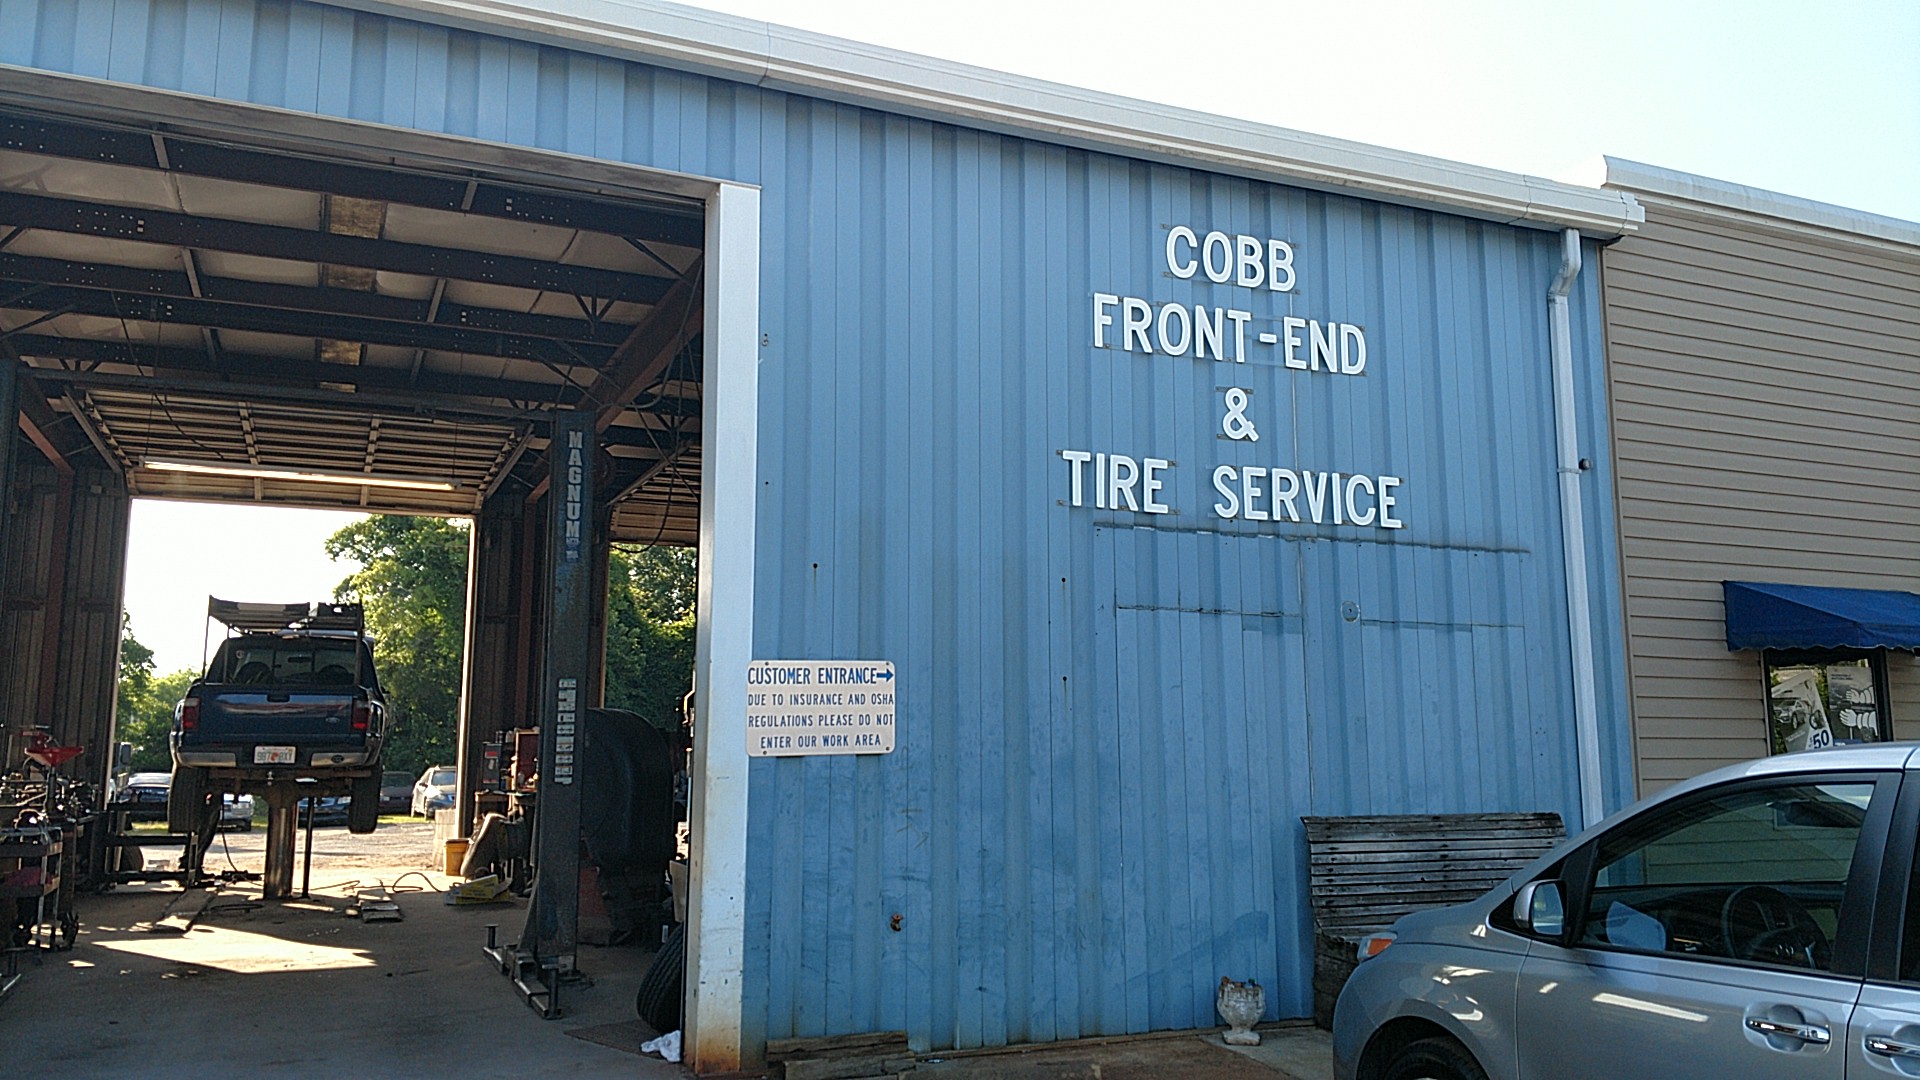 COBB
FRONT-END
&
TIRE SERVICE
MAGNUM
CUSTOMER ENTRANCE→
DUE TO INSURANCE AND OSHA
REGULATIONS PLEASE DO NOT
ENTER OUR WORK AREA
$50